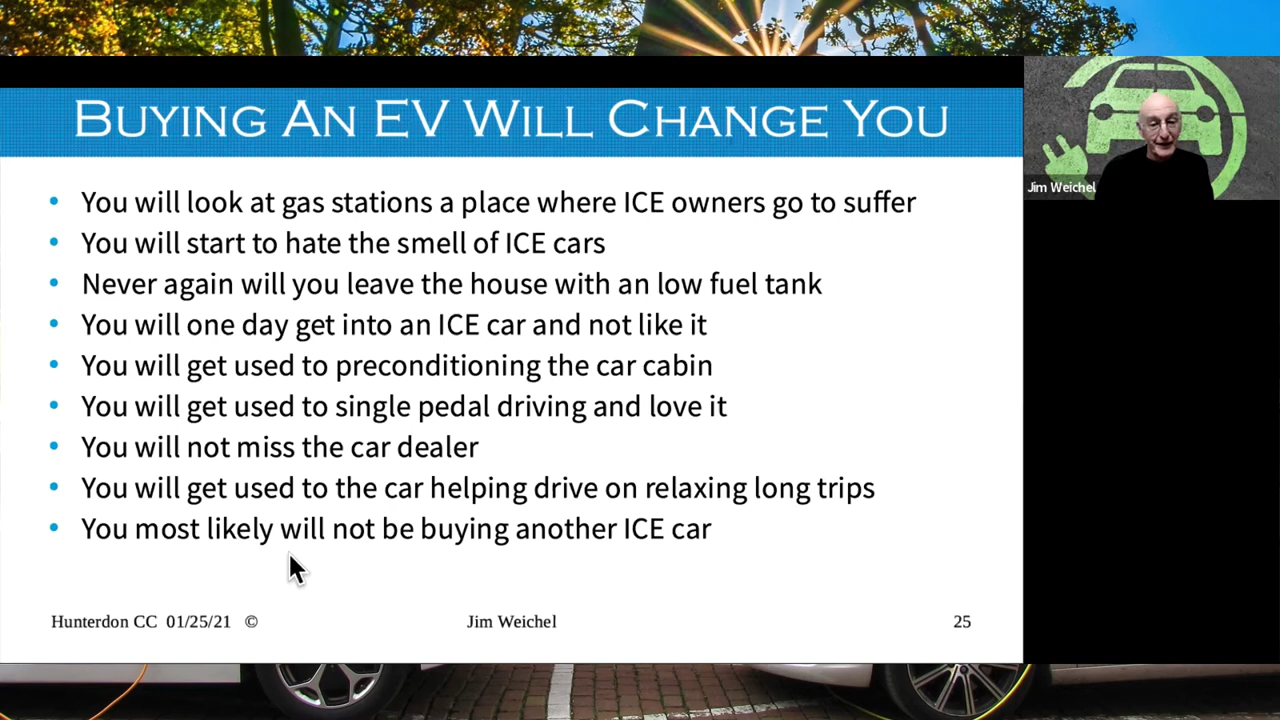 BUYING AN EV WILL CHANGE YOU
Jim Weichel
• You will look at gas stations a place where ICE owners go to suffer
• You will start to hate the smell of ICE cars
• Never again will you leave the house with an low fuel tank
• You will one day get into an ICE car and not like it
• You will get used to preconditioning the car cabin
• You will get used to single pedal driving and love it
• You will not miss the car dealer
• You will get used to the car helping drive on relaxing long trips
• You most likely will not be buying another ICE car
Hunterdon CC 01/25/21 © Jim Weichel 25